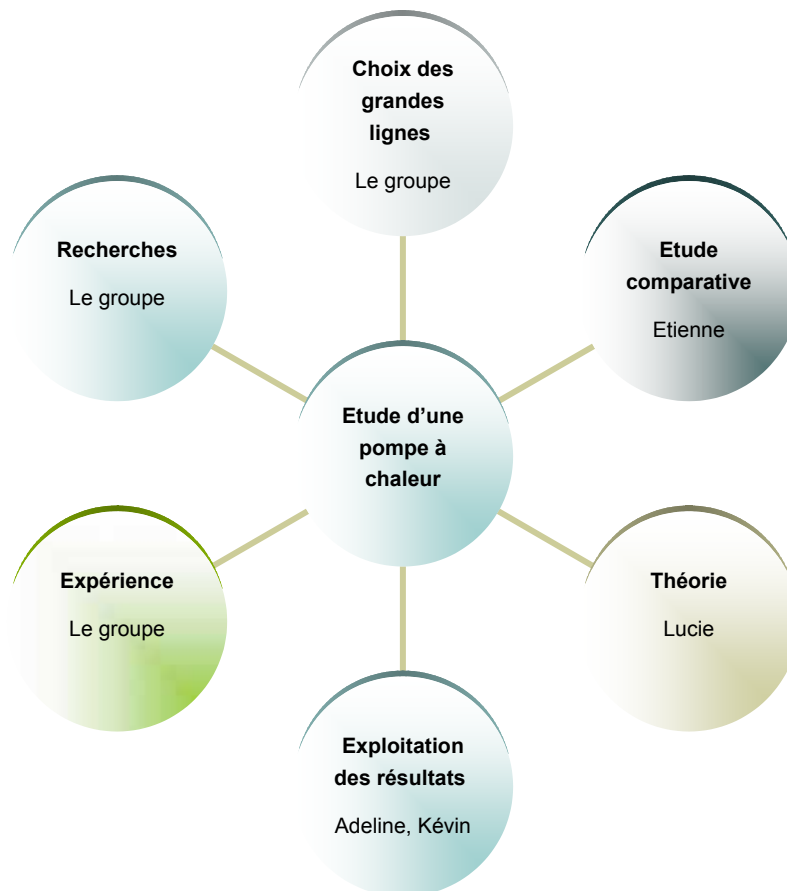 Choix des
grandes
lignes
Le groupe
Recherches
Le groupe
Etude
comparative
Etienne
Etude d’une
pompe à
chaleur
Expérience
Le groupe
Théorie
Lucie
Exploitation
des résultats
Adeline, Kévin